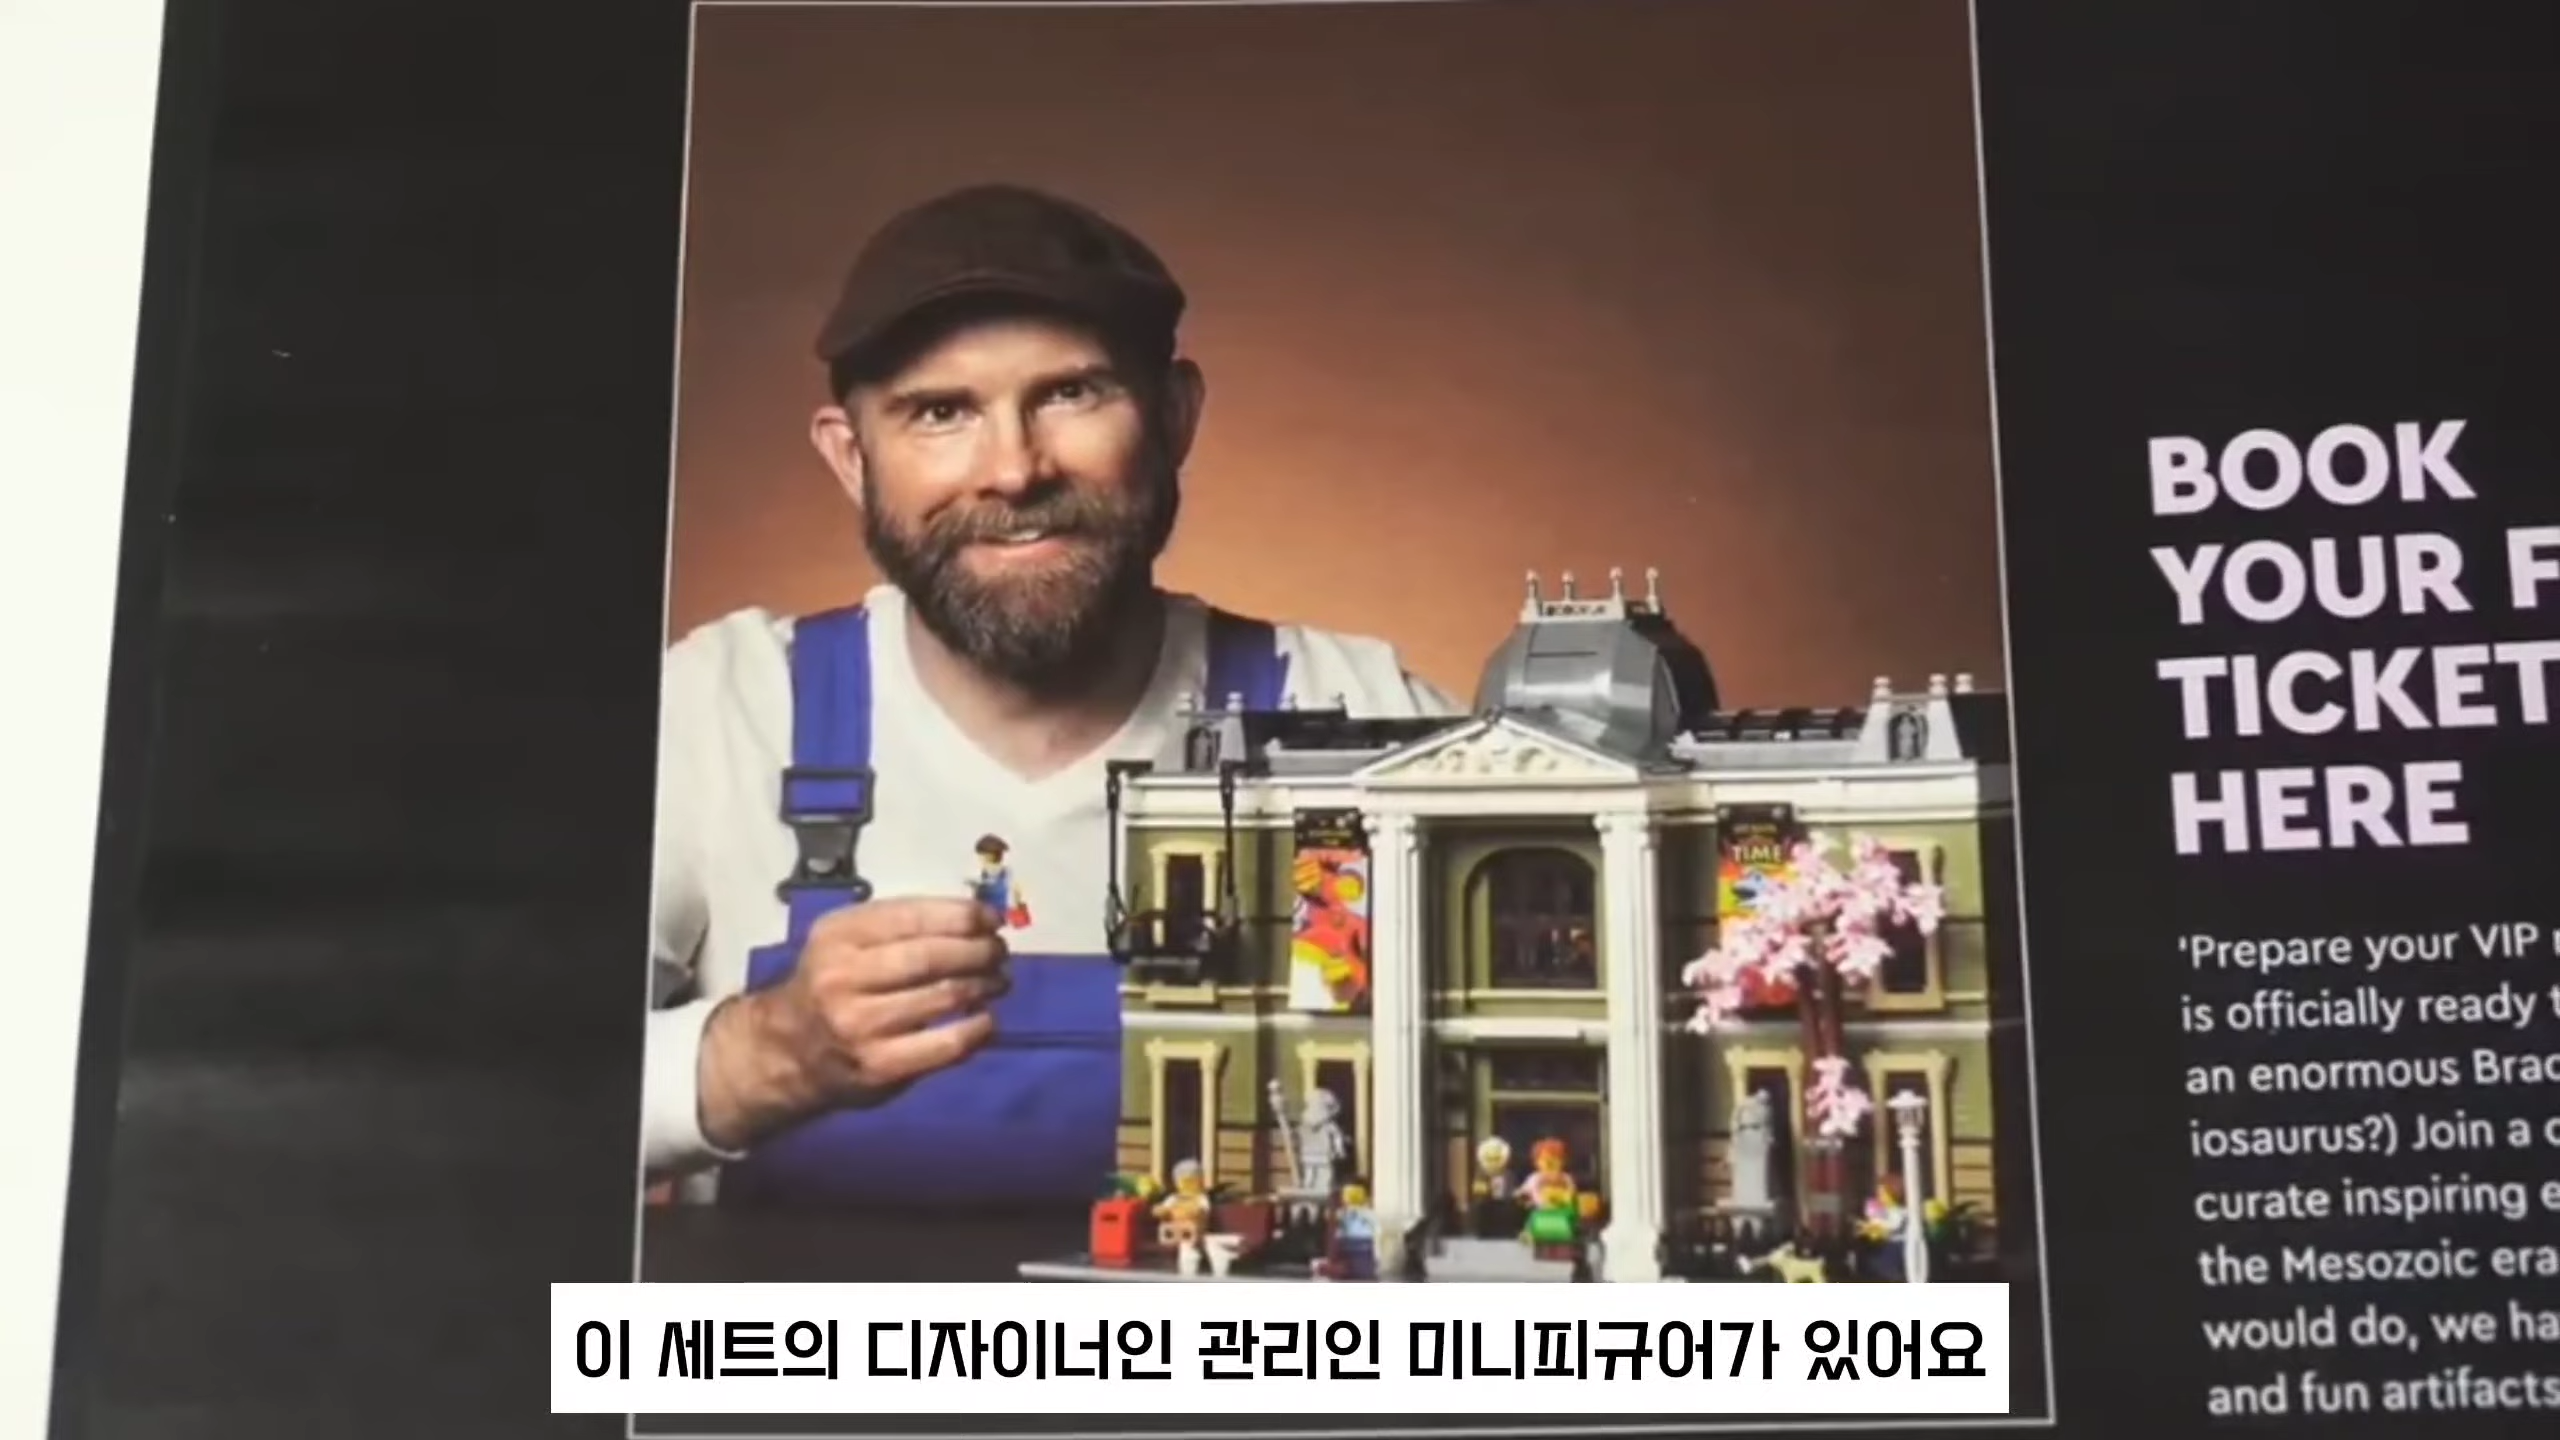 BOOK
YOUR
TICKET
HERE
'Prepare your VIP
is officially ready
an enormous
iosaurus?) Join a
curate inspiring
the Mesozoic era
would do, we
and fun artifacts
TIME
이 세트의 디자이너인 관리인 미니피규어가 있어요